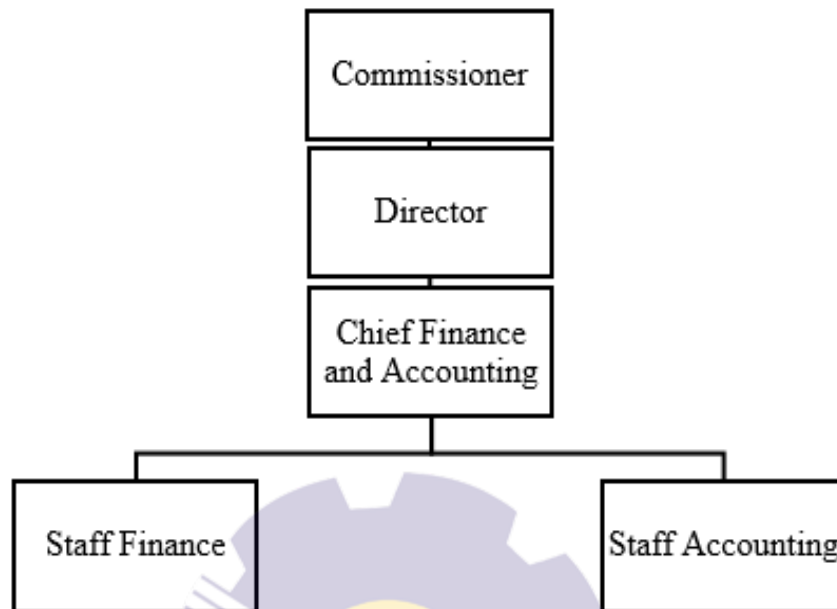 Commissioner
Director
Chief Finance
and Accounting
Staff Finance
Staff Accounting